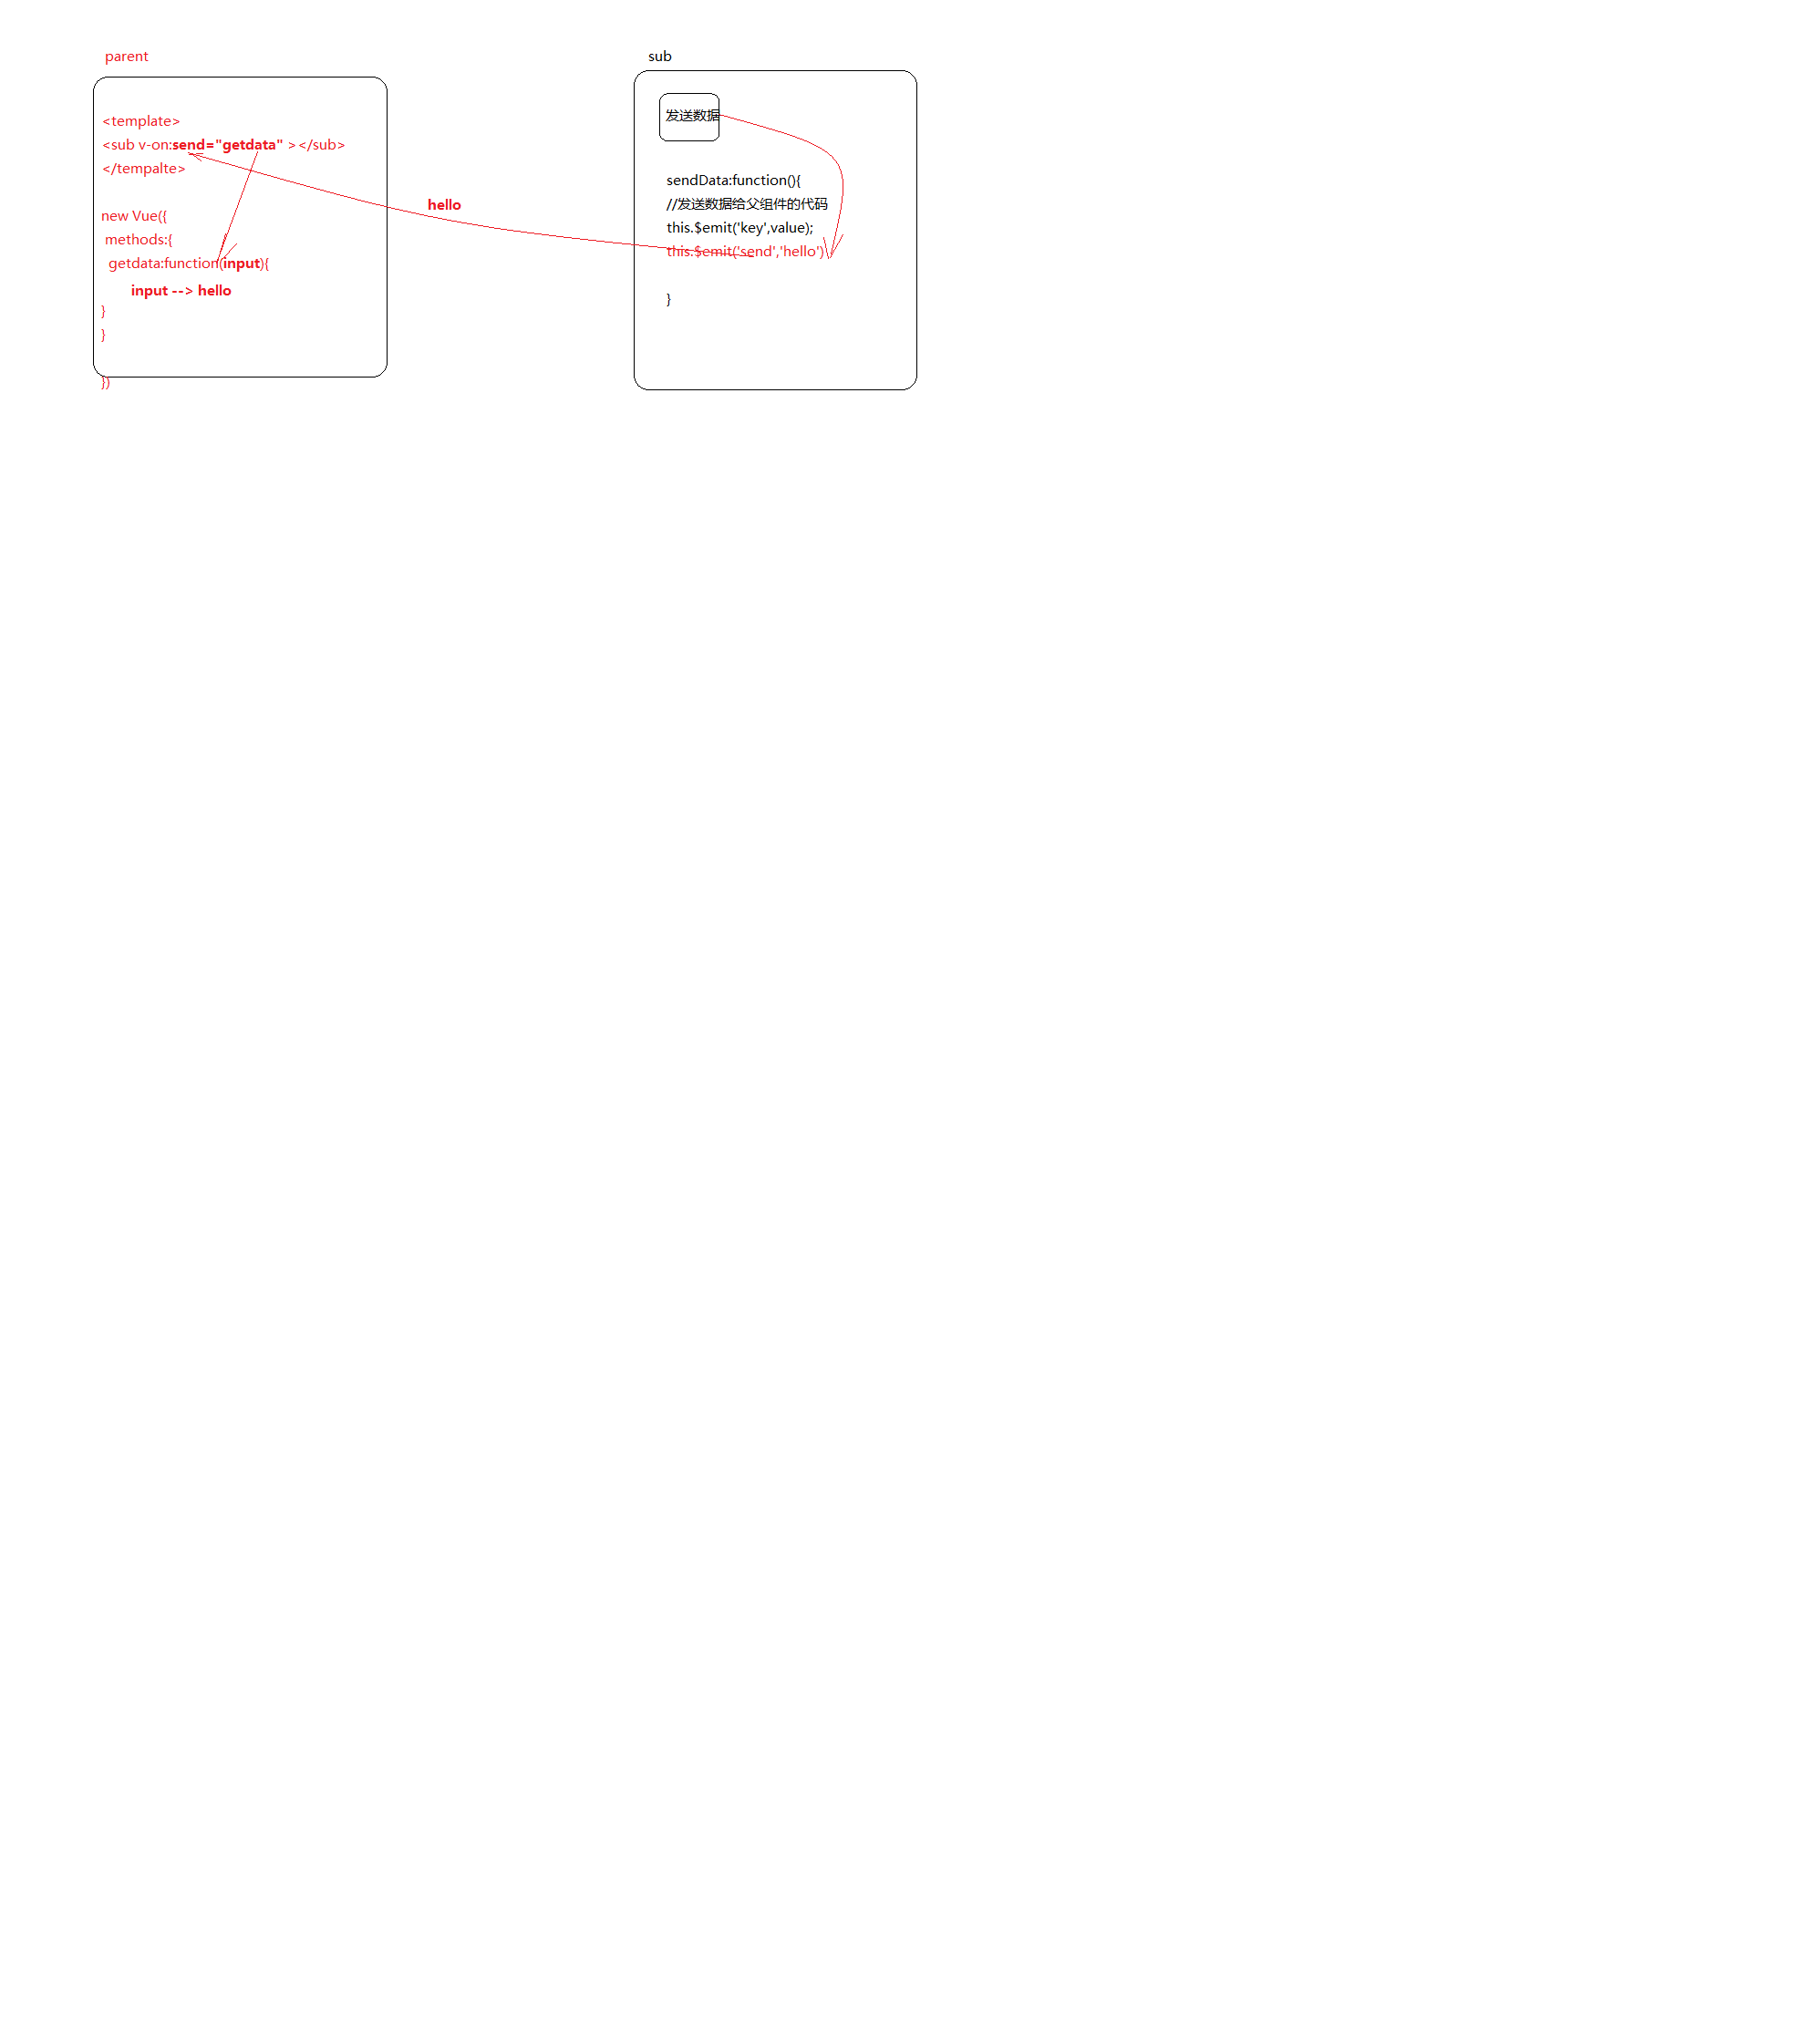 parent
<template>
<sub v-on:send="getdata" ></sub>
</tempalte>
new Vue({
methods:{
getdata:function(input){
input --> hello
}
}
})
hello
sub
发送数据
sendData:function(){
//发送数据给父组件的代码
this.$emit('key',value);
this.$emit('send','hello')
}